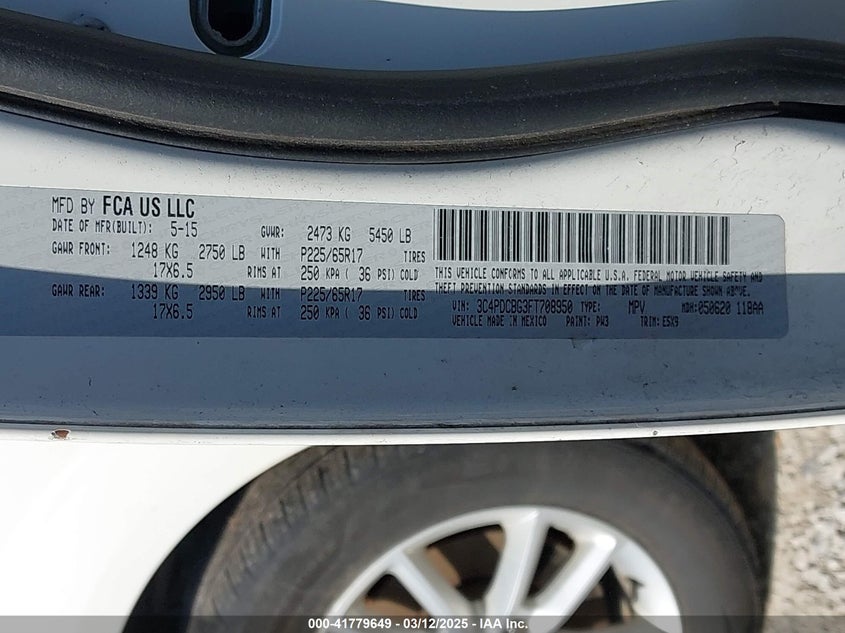 MFD BY FCA US LLC
DATE OF MFR(BUILT): 5-15 GVWR: 2473 KG 5450 LB
GAWR FRONT: 1248 KG 2750 LB WITH P225/65R17 TIRES
17X6.5 RIMS AT 250 KPA ( 36 PSI) COLD
GAWR REAR: 1339 KG 2950 LB WITH P225/65R17 TIRES
17X6.5 RIMS AT 250 KPA ( 36 PSI) COLD
THIS VEHICLE CONFORMS TO ALL APPLICABLE U.S.A. FEDERAL MOTOR VEHICLE SAFETY AND
THEFT PREVENTION STANDARDS IN EFFECT ON THE DATE OF MANUFACTURE SHOWN ABOVE.
VIN: 3C4PDCBG3FT708950 TYPE: MPV MDH: 050620 118AA
VEHICLE MADE IN MEXICO PAINT: PW3 TRIM: ESX9
000-41779649 — 03/12/2025 — IAA Inc.